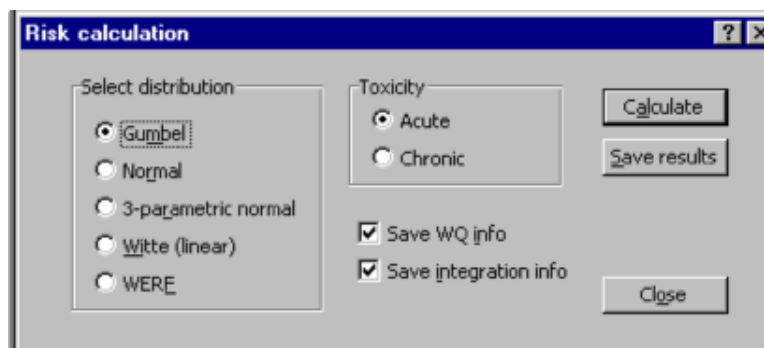 Risk calculation
Select distribution
Gumbel
Normal
3-parametric normal
Witte (linear)
WERE
Toxicity
Acute
Chronic
Save WQ info
Save integration info
Calculate
Save results
Close